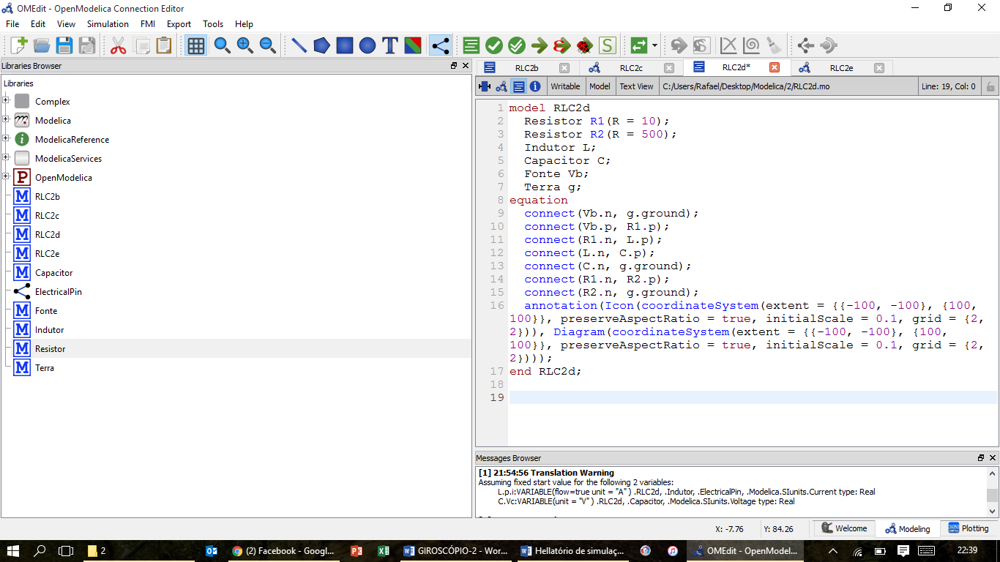 OMEdit - OpenModelica Connection Editor
File Edit View Simulation FMI Export Tools Help
Libraries Browser
Libraries
Complex
Modelica
ModelicaReference
ModelicaServices
OpenModelica
RLC2b
RLC2c
RLC2d
RLC2e
Capacitor
ElectricalPin
Fonte
Indutor
Resistor
Terra
RLC2b RLC2c RLC2d* RLC2e
Writable Model Text View C:/Users/Rafael/Desktop/Modelica/2/RLC2d.mo Line: 19, Col: 0
1 model RLC2d
2 Resistor R1(R = 10);
3 Resistor R2(R = 500);
4 Indutor L;
5 Capacitor C;
6 Fonte Vb;
7 Terra g;
8 equation
9 connect(Vb.n, g.ground);
10 connect(Vb.p, R1.p);
11 connect(R1.n, L.p);
12 connect(L.n, C.p);
13 connect(C.n, g.ground);
14 connect(R1.n, R2.p);
15 connect(R2.n, g.ground);
16 annotation(Icon(coordinateSystem(extent = {{-100, -100}, {100,
100}}, preserveAspectRatio = true, initialScale = 0.1, grid = {2,
2})), Diagram(coordinateSystem(extent = {{-100, -100}, {100,
100}}, preserveAspectRatio = true, initialScale = 0.1, grid = {2,
2})));
17 end RLC2d;
18
19
Messages Browser
[1] 21:54:56 Translation Warning
Assuming fixed start value for the following 2 variables:
L.p.i:VARIABLE(flow=true unit = "A" ) .RLC2d, .Indutor, .ElectricalPin, .Modelica.SIunits.Current type: Real
C.Vc:VARIABLE(unit = "V" ) .RLC2d, .Capacitor, .Modelica.SIunits.Voltage type: Real
X: -7.76 Y: 84.26 Welcome Modeling Plotting
2 (2) Facebook - Googl... GIROSCÓPIO-2 - Wor... Hellatório de simulaç... OMEdit - OpenModel... 22:39